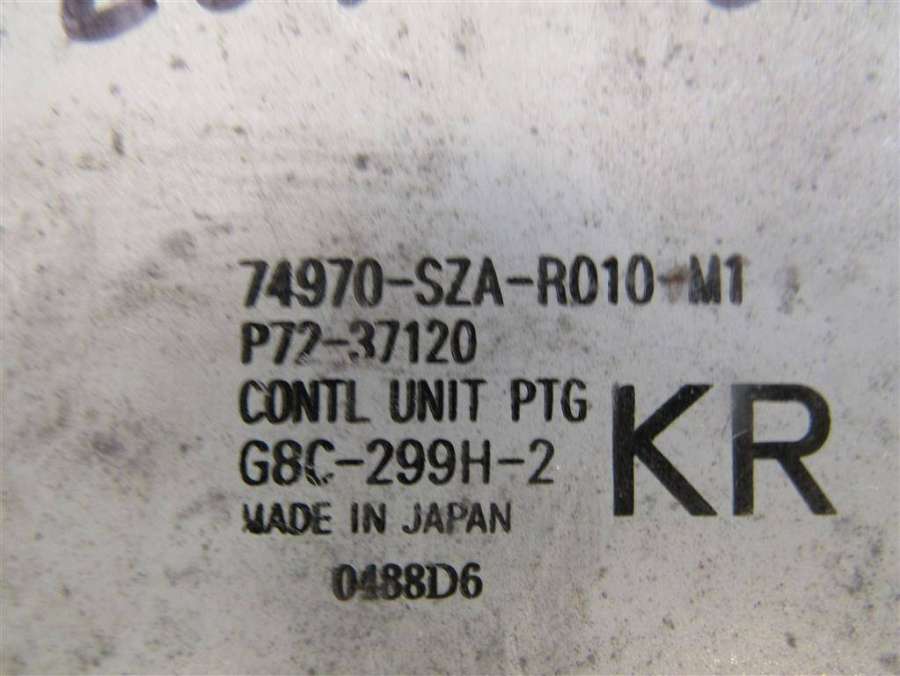 74970-SZA-R010-M1
P72-37120
CONTL UNIT PTG
KR
G8C-299H-2
MADE IN JAPAN
0488D6